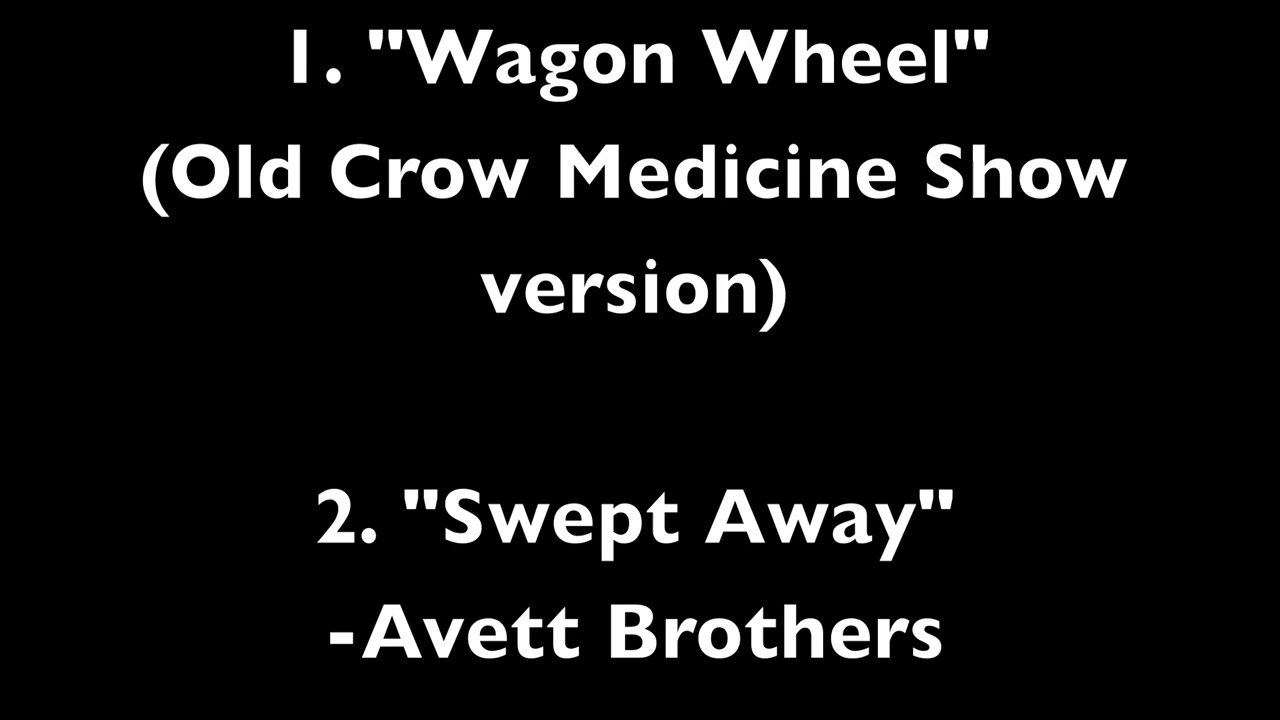 1. "Wagon Wheel"
(Old Crow Medicine Show
version)
2. "Swept Away"
-Avett Brothers